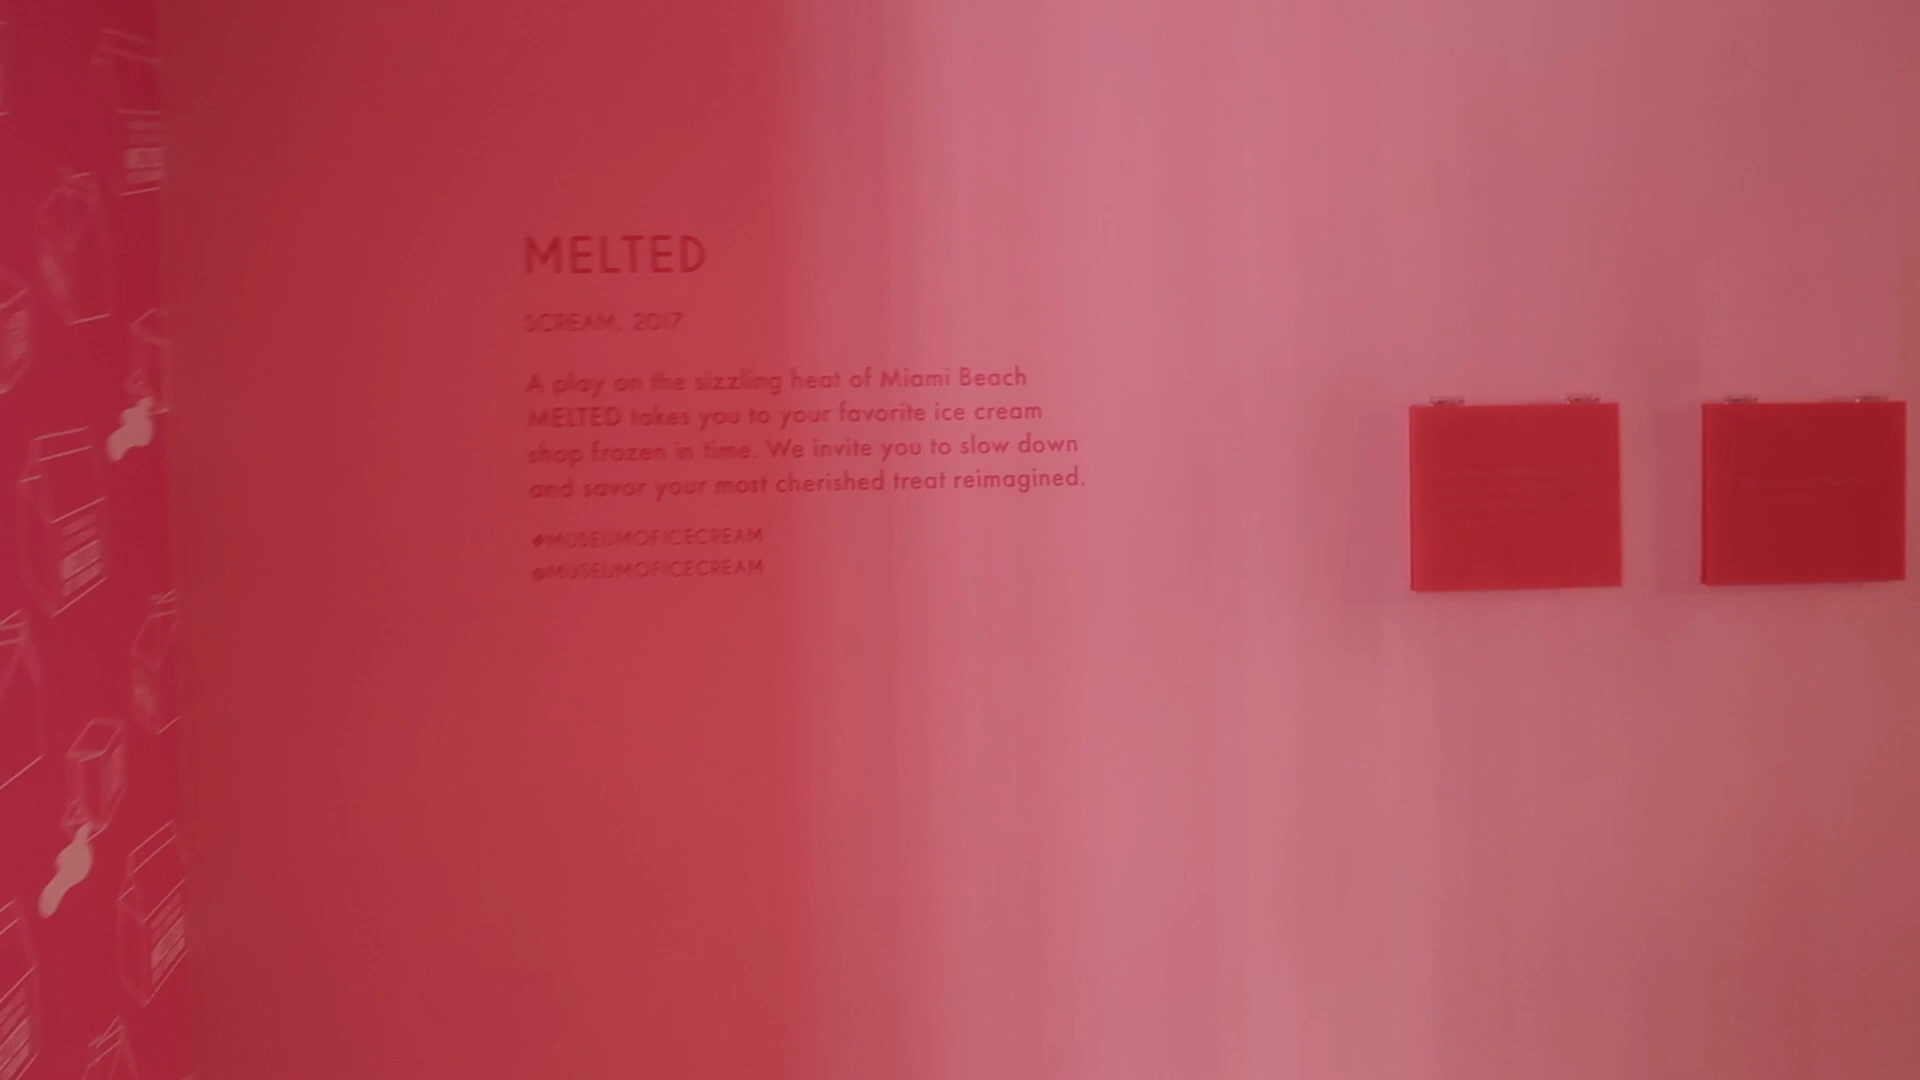 MELTED
SCREAM, 2017
A play on the sizzling heat of Miami Beach
MELTED takes you to your favorite ice cream
shop frozen in time. We invite you to slow down
and savor your most cherished treat reimagined.
#MUSEUMOFICECREAM
@MUSEUMOFICECREAM